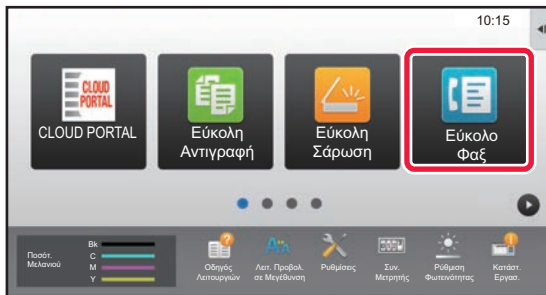 10:15
CLOUD
PORTAL
CLOUD PORTAL
Εύκολη
Αντιγραφή
Εύκολη
Σάρωση
Εύκολο
Φαξ
Ποσότ.
Μελανιού
Bk
C
M
Y
Οδηγός
Λειτουργιών
Λειτ. Προβολ.
σε Μεγέθυνση
Ρυθμίσεις
Συν.
Μετρητής
Ρύθμιση
Φωτεινότητας
Κατάστ.
Εργασ.